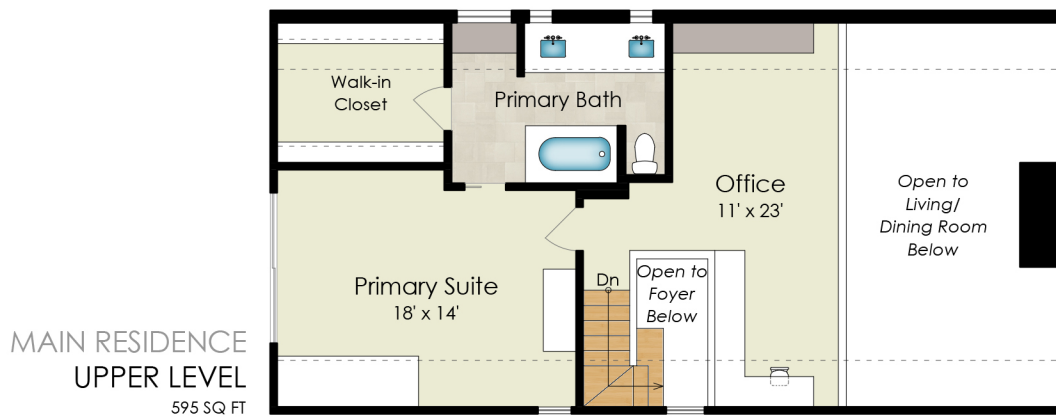 Walk-in
Closet
Primary Bath
Office
11' x 23'
Open to
Living/
Dining Room
Below
Primary Suite
18' x 14'
Dn
Open to
Foyer
Below
MAIN RESIDENCE
UPPER LEVEL
595 SQ FT